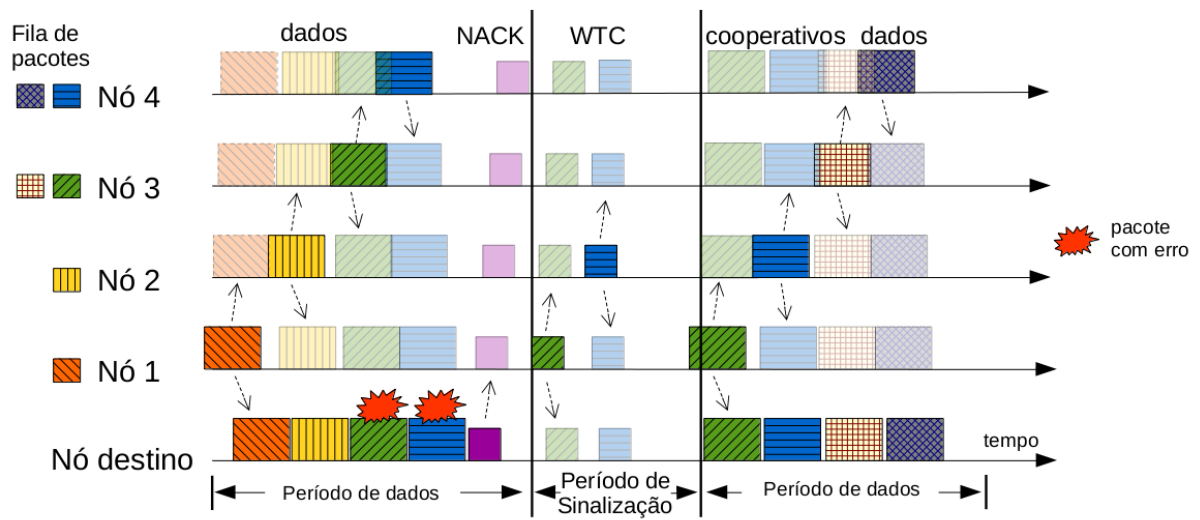 Fila de
pacotes
dados
NACK
WTC
cooperativos dados
Nó 4
Nó 3
Nó 2
Nó 1
Nó destino
pacote
com erro
tempo
Período de dados
Período de
Sinalização
Período de dados